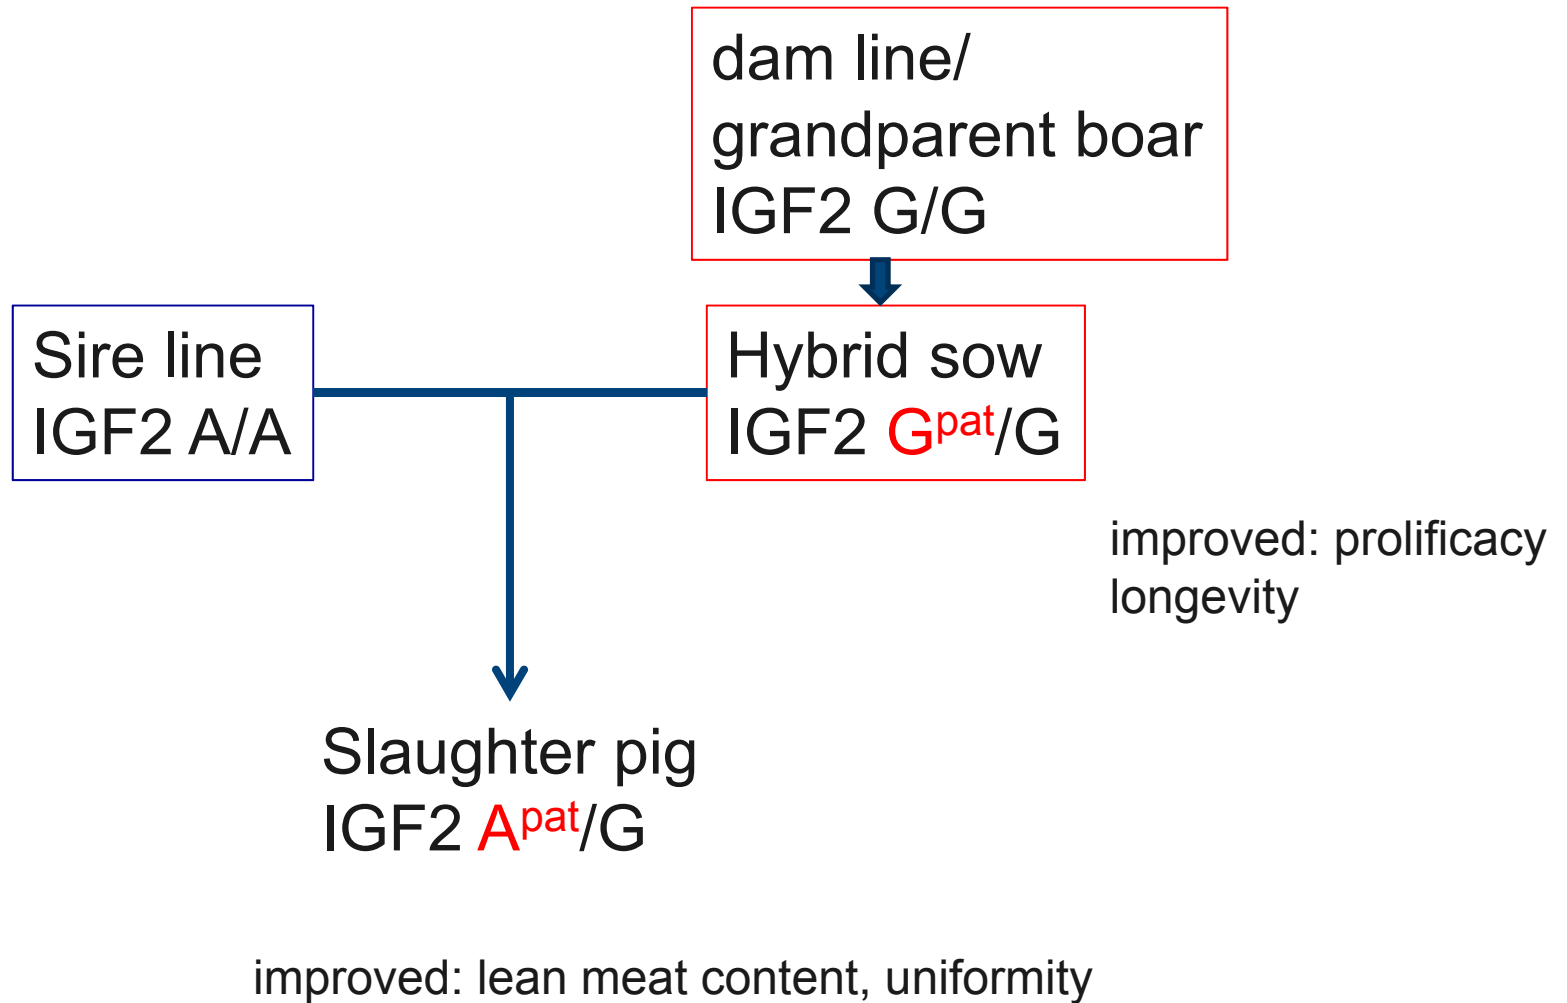 dam line/
grandparent boar
IGF2 G/G
Sire line
IGF2 A/A
Hybrid sow
IGF2 Gpat/G
improved: prolificacy
longevity
Slaughter pig
IGF2 Apat/G
improved: lean meat content, uniformity